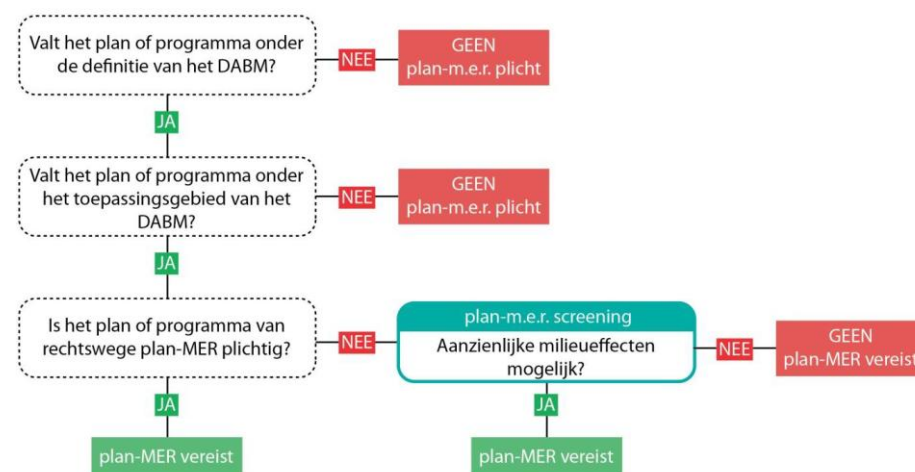 Valt het plan of programma onder
de definitie van het DABM?
NEE
GEEN
plan-m.e.r. plicht
JA
Valt het plan of programma onder
het toepassingsgebied van het
DABM?
NEE
GEEN
plan-m.e.r. plicht
JA
Is het plan of programma van
rechtswege plan-MER plichtig?
NEE
plan-m.e.r. screening
Aanzienlijke milieueffecten
mogelijk?
NEE
GEEN
plan-MER vereist
JA
JA
plan-MER vereist
plan-MER vereist